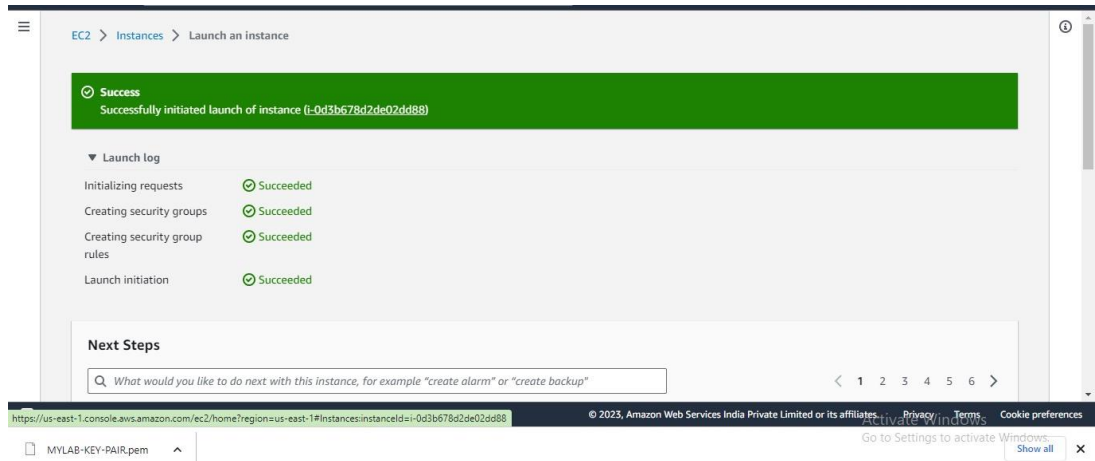 EC2 > Instances > Launch an instance
Success
Successfully initiated launch of instance (i-0d3b678d2de02dd88)
▼ Launch log
Initializing requests Succeeded
Creating security groups Succeeded
Creating security group Succeeded
rules
Launch initiation Succeeded
Next Steps
What would you like to do next with this instance, for example "create alarm" or "create backup"
< 1 2 3 4 5 6 >
https://us-east-1.console.aws.amazon.com/ec2/home?region=us-east-1#Instances:instanceId=i-0d3b678d2de02dd88
© 2023, Amazon Web Services India Private Limited or its affiliates. Privacy Terms Cookie preferences
Activate Windows
Go to Settings to activate Windows.
MYLAB-KEY-PAIR.pem
Show all